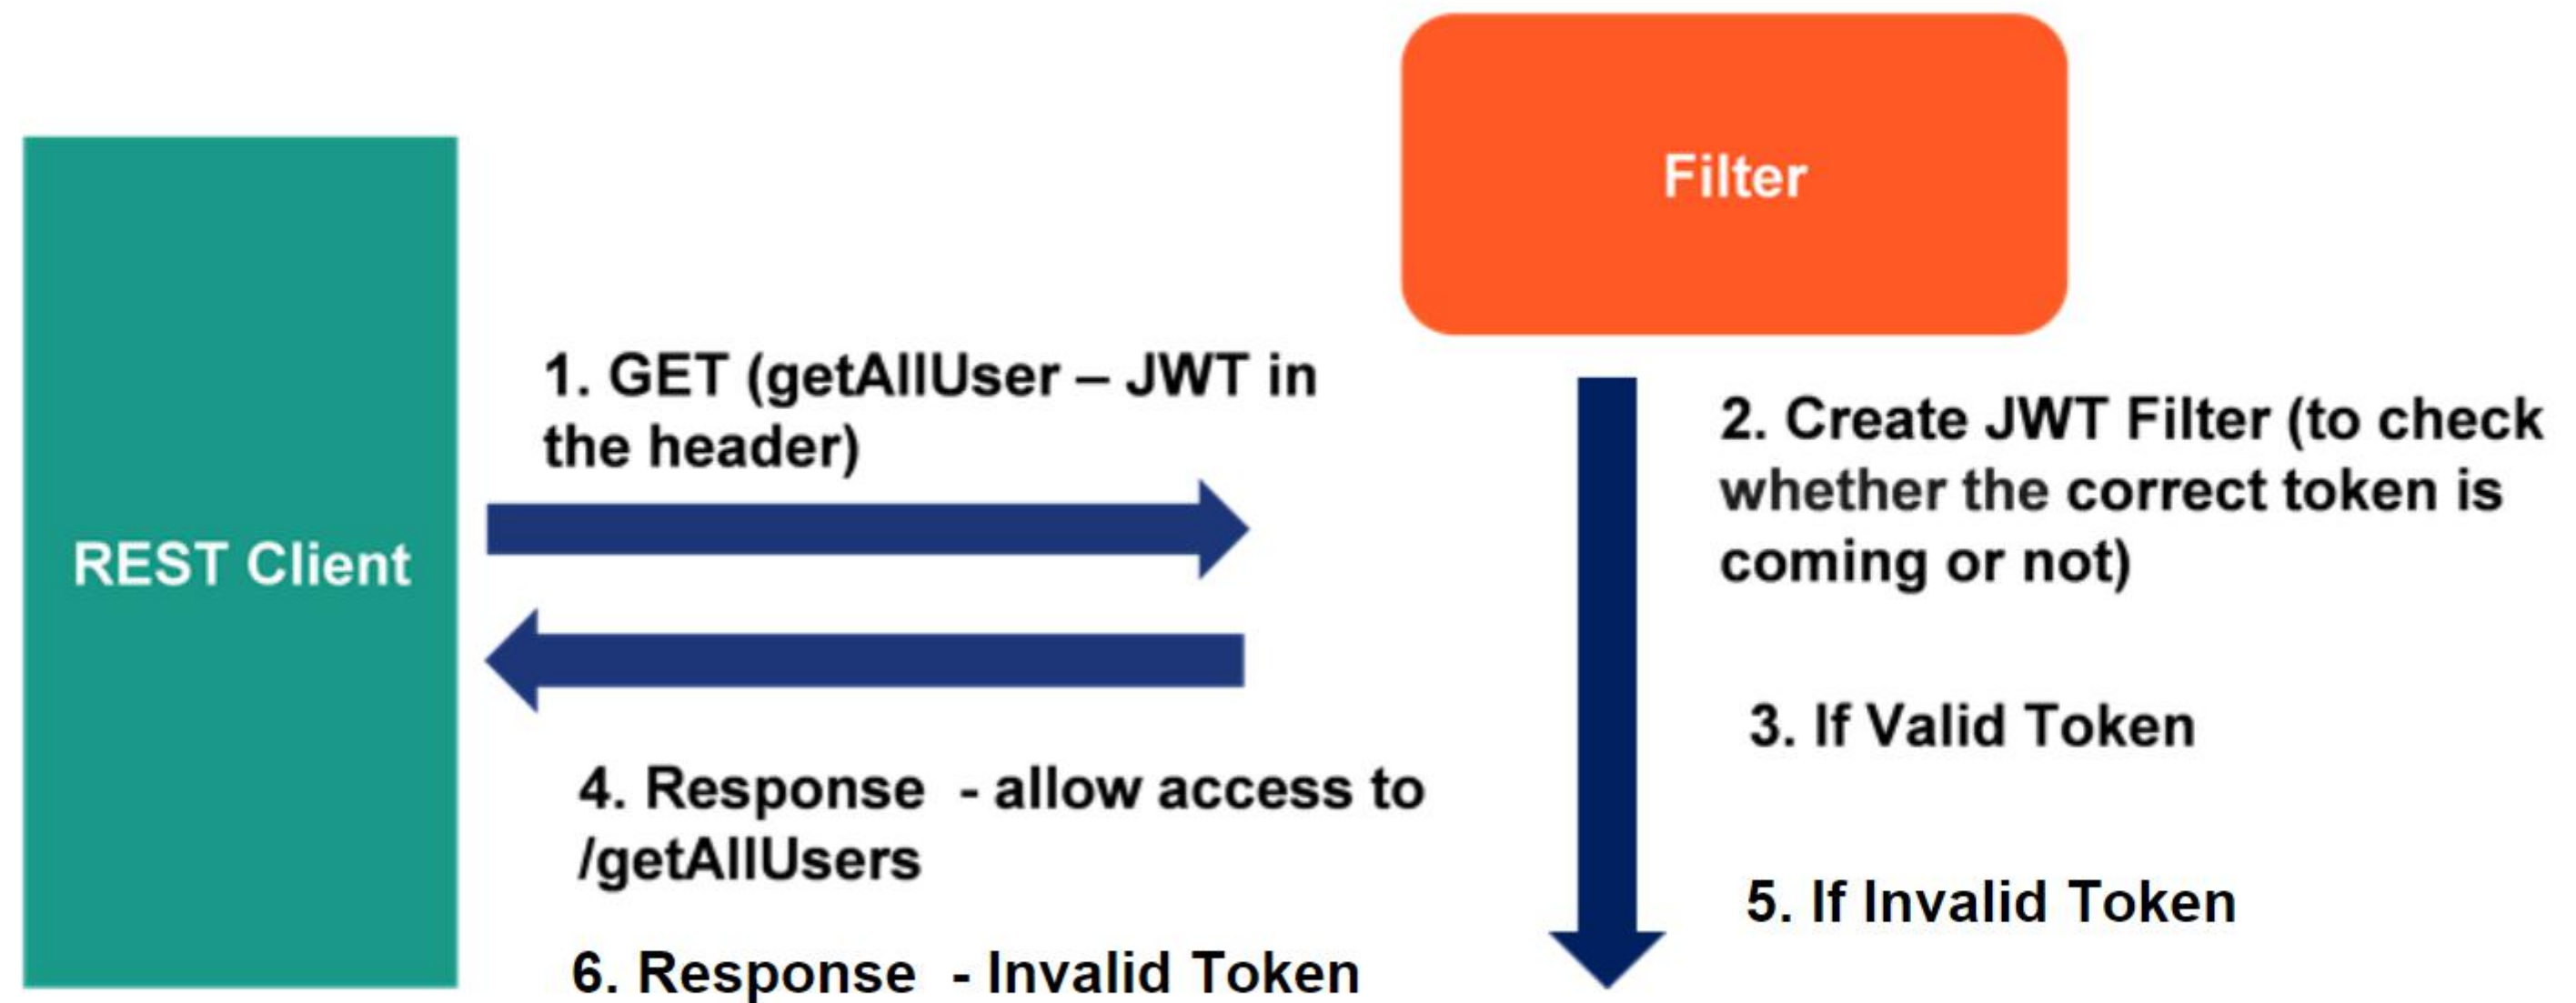 Filter
REST Client
1. GET (getAllUser – JWT in
the header)
2. Create JWT Filter (to check
whether the correct token is
coming or not)
3. If Valid Token
4. Response - allow access to
/getAllUsers
5. If Invalid Token
6. Response - Invalid Token